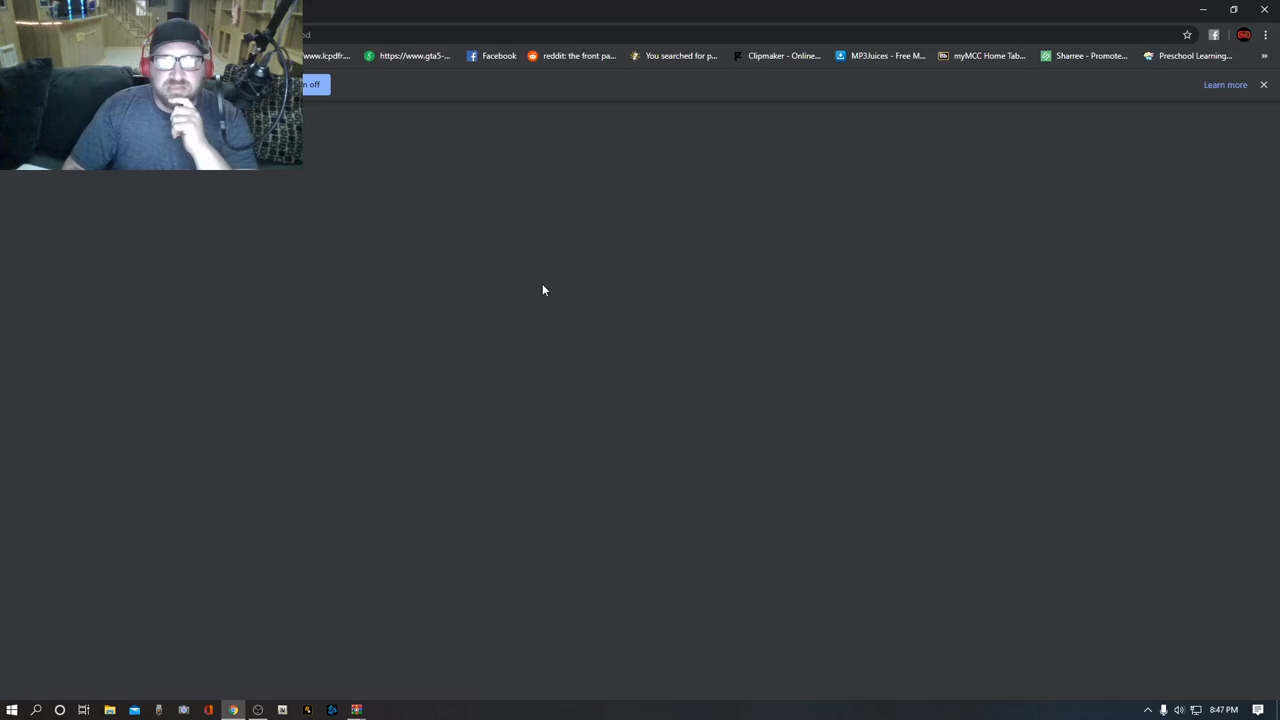 od
www.lcpdfr... https://www.gta5-... Facebook reddit: the front pa... You searched for p... Clipmaker - Online... MP3Juices - Free M... myMCC Home Tab... Sharree - Promote... Preschool Learning... »
n off Learn more
8:47 PM